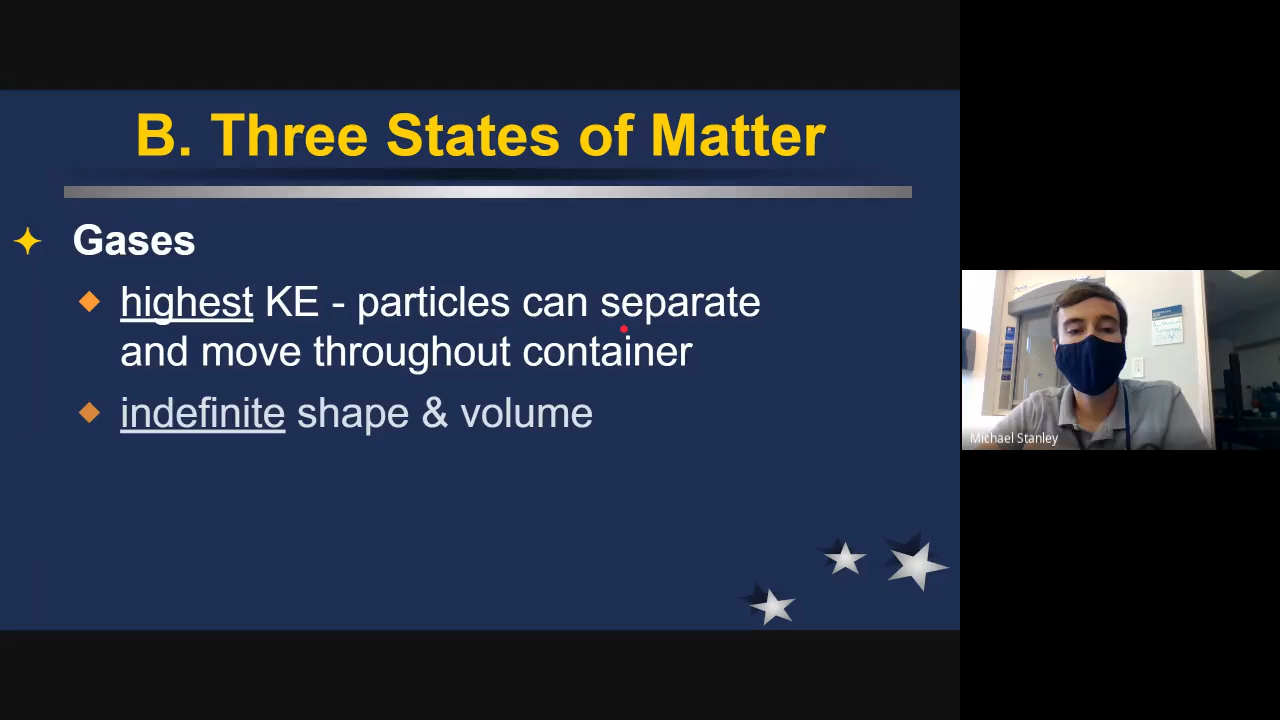 B. Three States of Matter
Gases
highest KE - particles can separate
and move throughout container
indefinite shape & volume
Michael Stanley